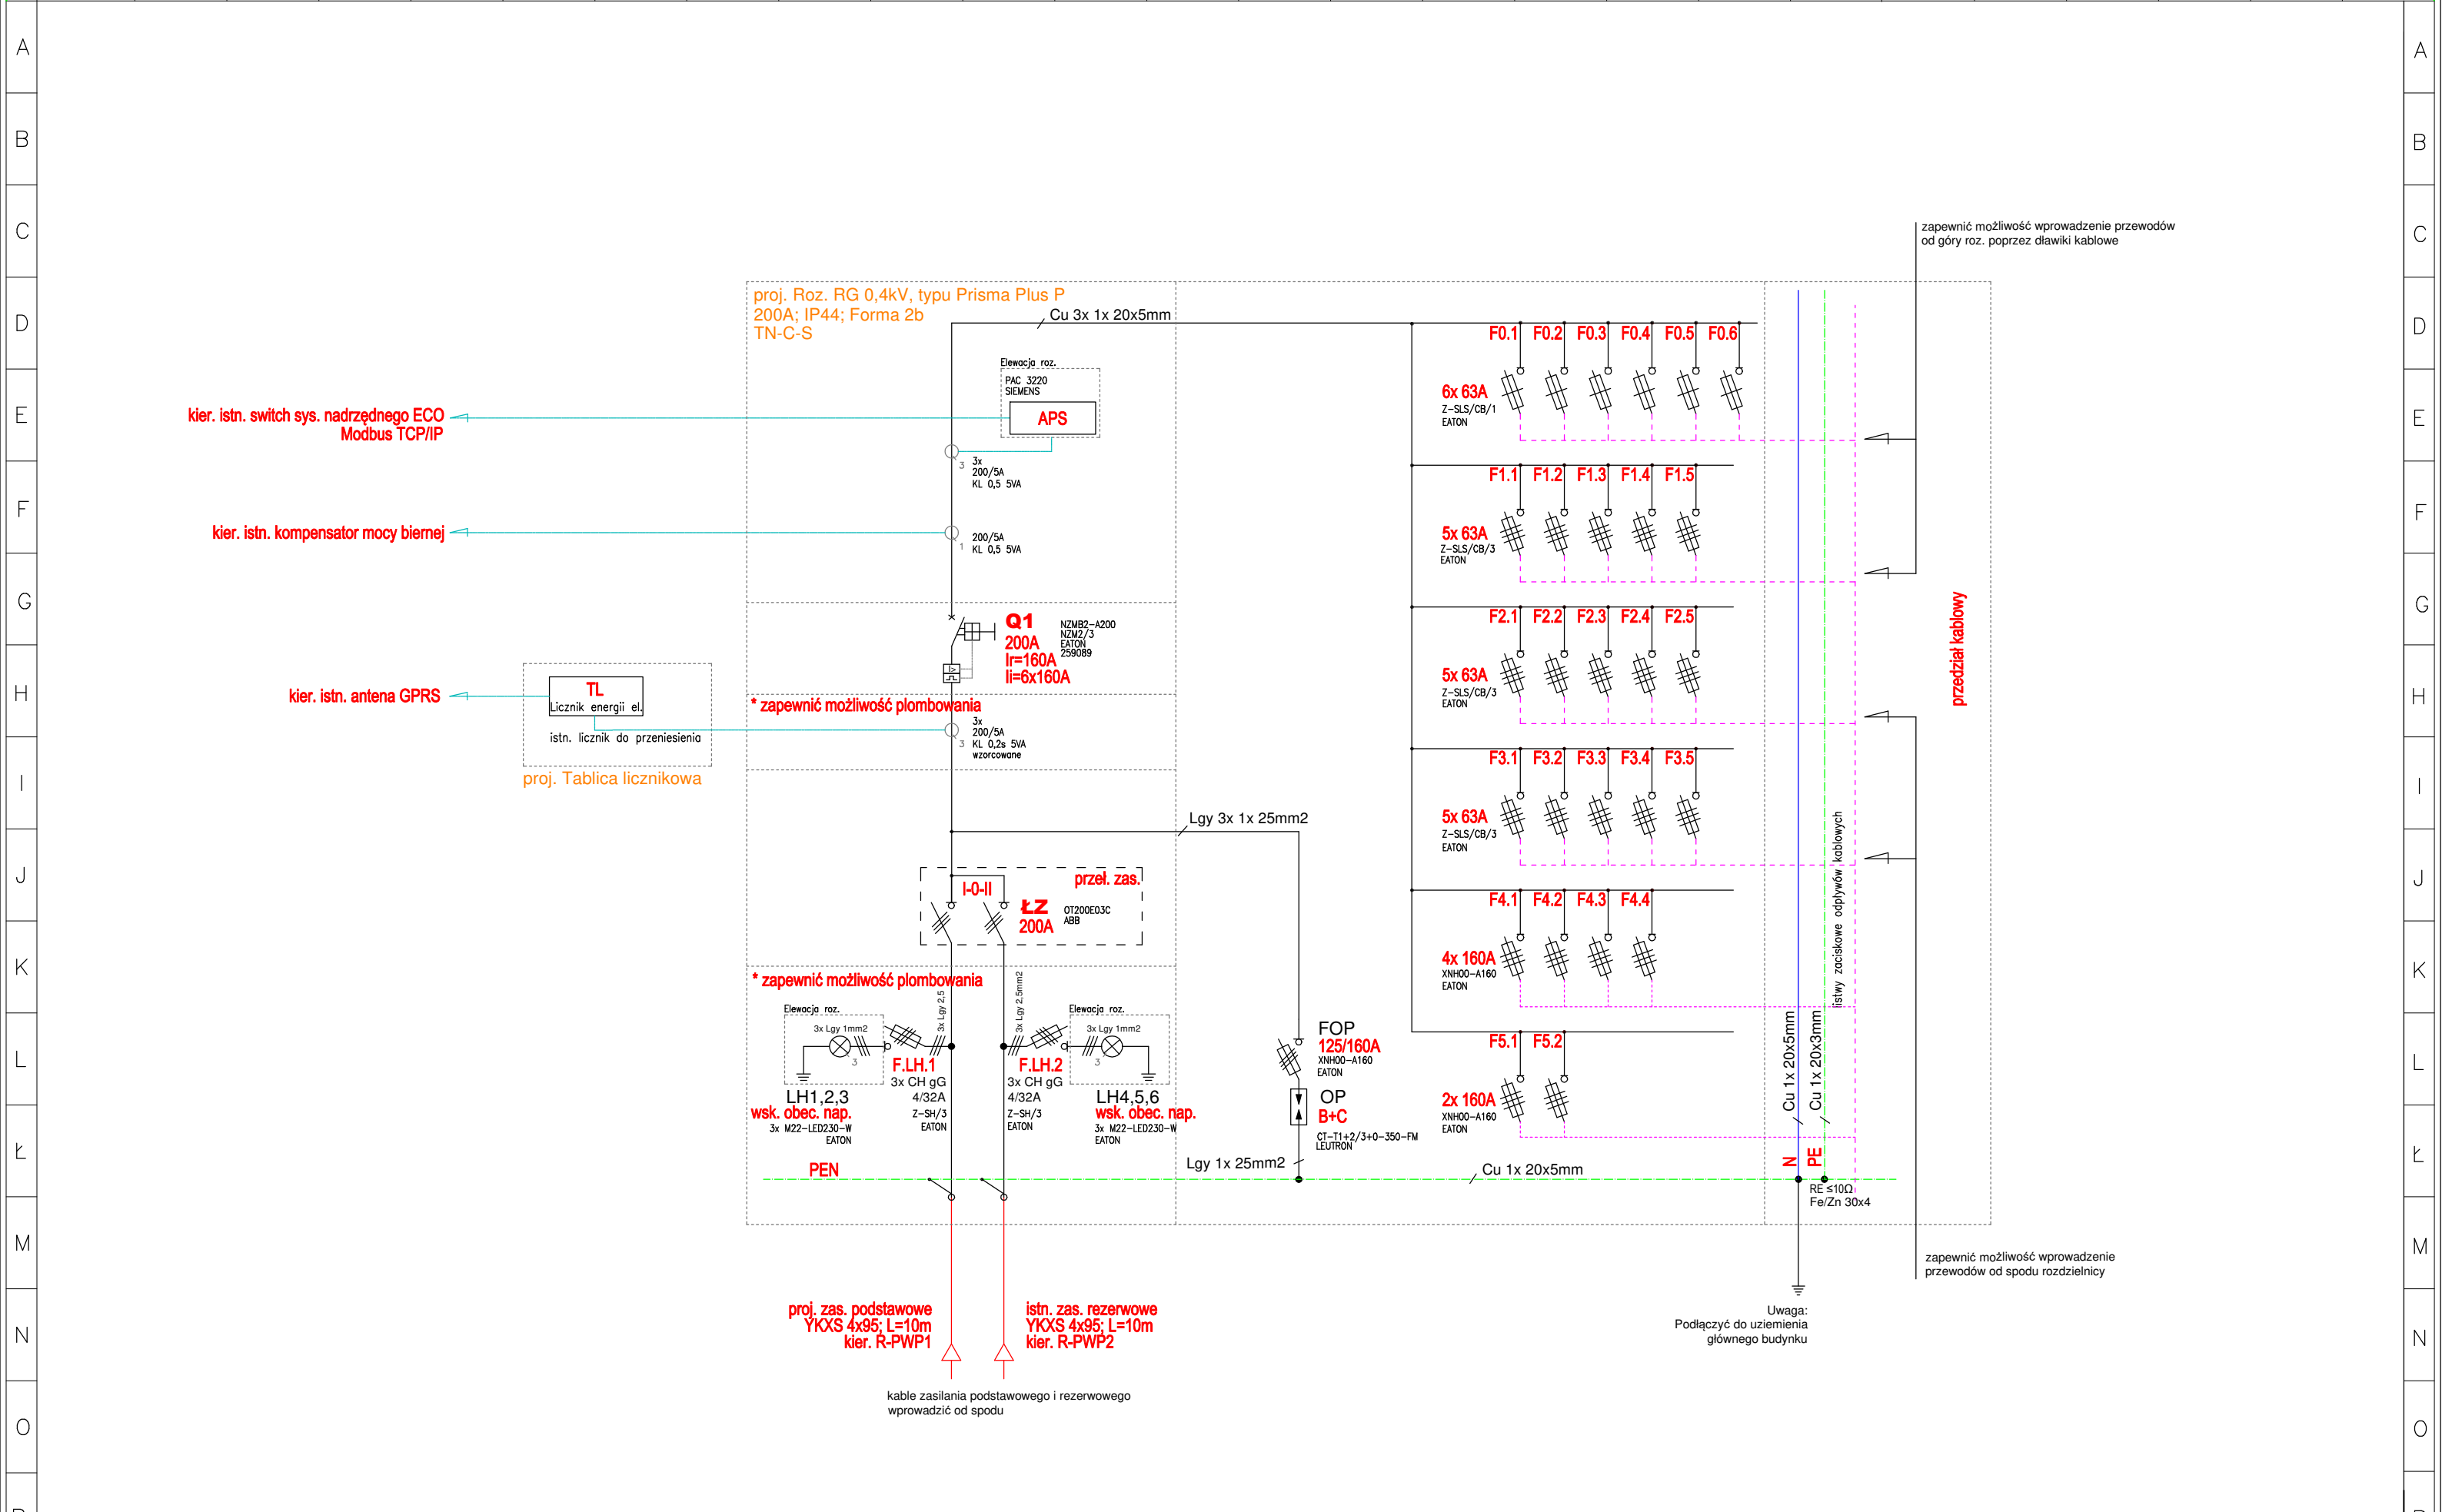 A
B
C
D
E
F
G
H
I
J
K
L
Ł
M
N
O
A
B
C
D
E
F
G
H
I
J
K
L
Ł
M
N
O
zapewnić możliwość wprowadzenie przewodów
od góry roz. poprzez dławiki kablowe
proj. Roz. RG 0,4kV, typu Prisma Plus P
200A; IP44; Forma 2b
TN-C-S
Cu 3x 1x 20x5mm
Elewacja roz.
PAC 3220
SIEMENS
APS
kier. istn. switch sys. nadrzędnego ECO
Modbus TCP/IP
3
3x
200/5A
KL 0,5 5VA
kier. istn. kompensator mocy biernej
1
200/5A
KL 0,5 5VA
Q1
200A
Ir=160A
Ii=6x160A
NZMB2-A200
NZM2/3
EATON
259089
I>
* zapewnić możliwość plombowania
kier. istn. antena GPRS
TL
Licznik energii el.
istn. licznik do przeniesienia
proj. Tablica licznikowa
3
3x
200/5A
KL 0,2s 5VA
wzorcowane
Lgy 3x 1x 25mm2
I-0-II
przeł. zas.
ŁZ
200A
OT200E03C
ABB
* zapewnić możliwość plombowania
3x Lgy 2,5
3x Lgy 2,5mm2
Elewacja roz.
3x Lgy 1mm2
3
F.LH.1
3x CH gG
4/32A
Z-SH/3
EATON
LH1,2,3
wsk. obec. nap.
3x M22-LED230-W
EATON
Elewacja roz.
3x Lgy 1mm2
3
F.LH.2
3x CH gG
4/32A
Z-SH/3
EATON
LH4,5,6
wsk. obec. nap.
3x M22-LED230-W
EATON
FOP
125/160A
XNH00-A160
EATON
OP
B+C
CT-T1+2/3+0-350-FM
LEUTRON
Lgy 1x 25mm2
PEN
Cu 1x 20x5mm
F0.1 F0.2 F0.3 F0.4 F0.5 F0.6
6x 63A
Z-SLS/CB/1
EATON
F1.1 F1.2 F1.3 F1.4 F1.5
5x 63A
Z-SLS/CB/3
EATON
F2.1 F2.2 F2.3 F2.4 F2.5
5x 63A
Z-SLS/CB/3
EATON
F3.1 F3.2 F3.3 F3.4 F3.5
5x 63A
Z-SLS/CB/3
EATON
F4.1 F4.2 F4.3 F4.4
4x 160A
XNH00-A160
EATON
F5.1 F5.2
2x 160A
XNH00-A160
EATON
przedział kablowy
listwy zaciskowe odpływów kablowych
Cu 1x 20x5mm
Cu 1x 20x3mm
N
PE
RE ≤10Ω
Fe/Zn 30x4
zapewnić możliwość wprowadzenie
przewodów od spodu rozdzielnicy
Uwaga:
Podłączyć do uziemienia
głównego budynku
proj. zas. podstawowe
YKXS 4x95; L=10m
kier. R-PWP1
istn. zas. rezerwowe
YKXS 4x95; L=10m
kier. R-PWP2
kable zasilania podstawowego i rezerwowego
wprowadzić od spodu